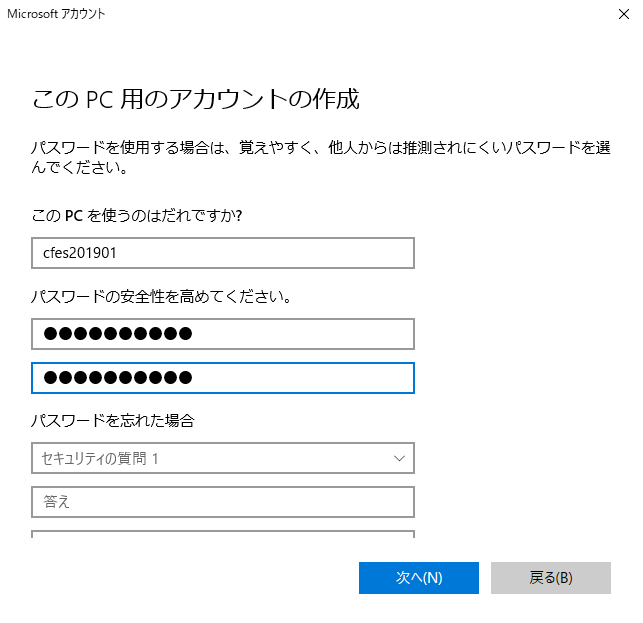 Microsoft アカウント
この PC 用のアカウントの作成
パスワードを使用する場合は、覚えやすく、他人からは推測されにくいパスワードを選
んでください。
この PC を使うのはだれですか?
cfes201901
パスワードの安全性を高めてください。
●●●●●●●●●●
●●●●●●●●●●
パスワードを忘れた場合
セキュリティの質問 1
答え
次へ(N)
戻る(B)